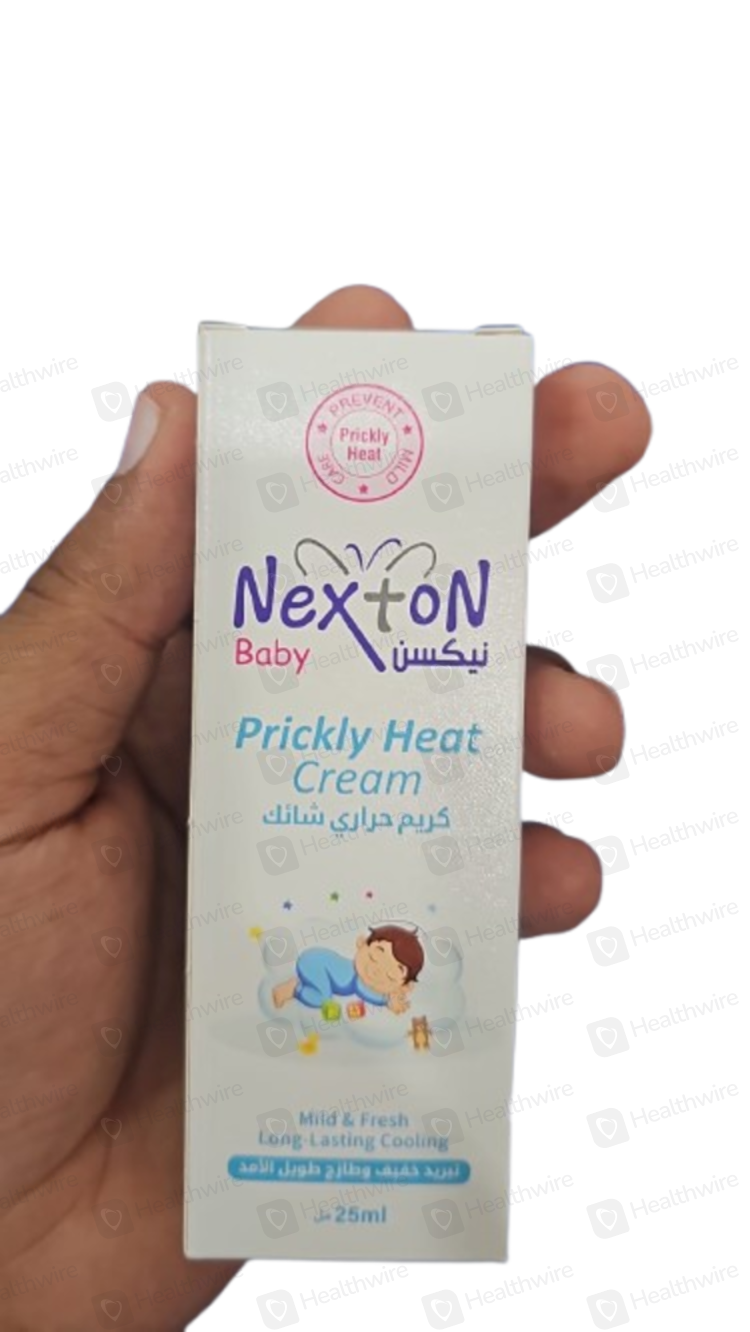 PREVENT
Prickly
Heat
CARE
MILD
NextoN
Baby
نيكسن
Prickly Heat
Cream
كريم حراري شائك
Mild & Fresh
Long-Lasting Cooling
تبريد خفيف وطازج طويل الأمد
25ml مل
Healthwire